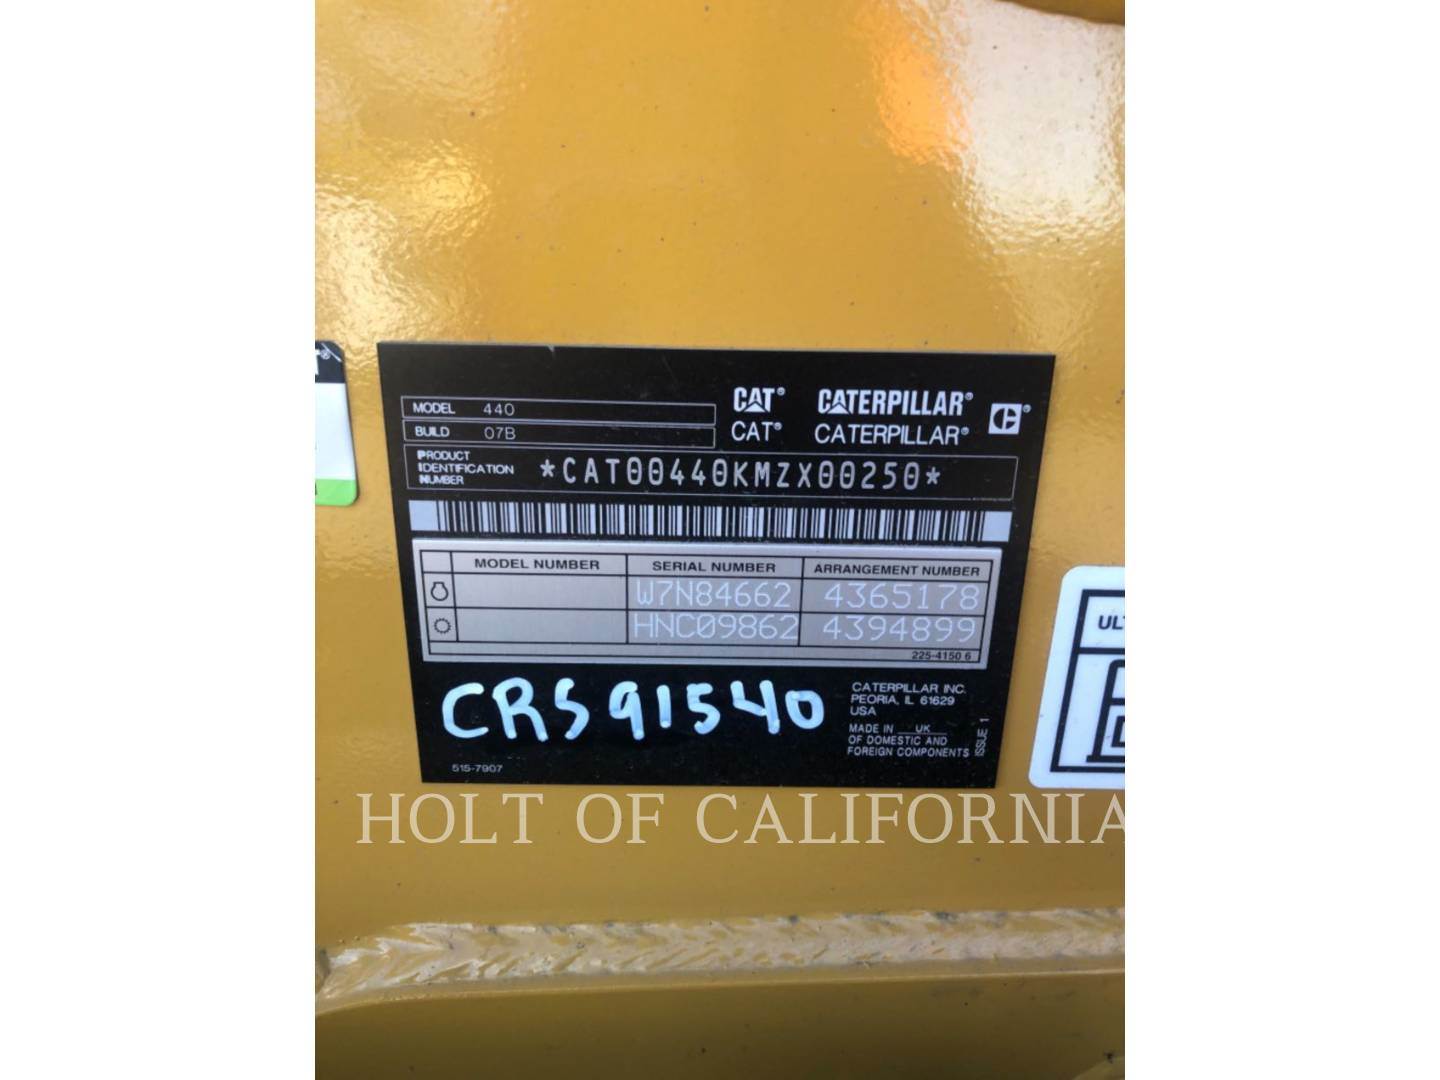 MODEL 440
BUILD 07B
CAT® CATERPILLAR®
CAT® CATERPILLAR®
PRODUCT
IDENTIFICATION
NUMBER
*CAT00440KMZX00250*
MODEL NUMBER SERIAL NUMBER ARRANGEMENT NUMBER
W7N84662 4365178
HNC09862 4394899
225-4150 6
CRS91540
CATERPILLAR INC.
PEORIA, IL 61629
USA
MADE IN UK
OF DOMESTIC AND
FOREIGN COMPONENTS
ISSUE 1
515-7907
UL
HOLT OF CALIFORNIA